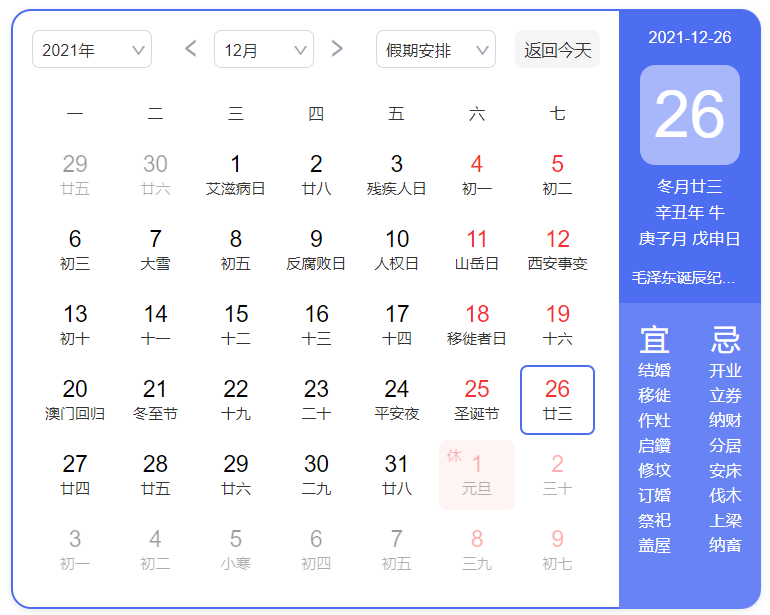 2021年 < 12月 > 假期安排 返回今天
一 二 三 四 五 六 七
29 30 1 2 3 4 5
廿五 廿六 艾滋病日 廿八 残疾人日 初一 初二
6 7 8 9 10 11 12
初三 大雪 初五 反腐败日 人权日 山岳日 西安事变
13 14 15 16 17 18 19
初十 十一 十二 十三 十四 移徙者日 十六
20 21 22 23 24 25 26
澳门回归 冬至节 十九 二十 平安夜 圣诞节 廿三
27 28 29 30 31 休 1 2
廿四 廿五 廿六 二九 廿八 元旦 三十
3 4 5 6 7 8 9
初一 初二 小寒 初四 初五 三九 初七
2021-12-26
26
冬月廿三
辛丑年 牛
庚子月 戊申日
毛泽东诞辰纪...
宜 忌
结婚 开业
移徙 立券
作灶 纳财
启鑽 分居
修坟 安床
订婚 伐木
祭祀 上梁
盖屋 纳畜